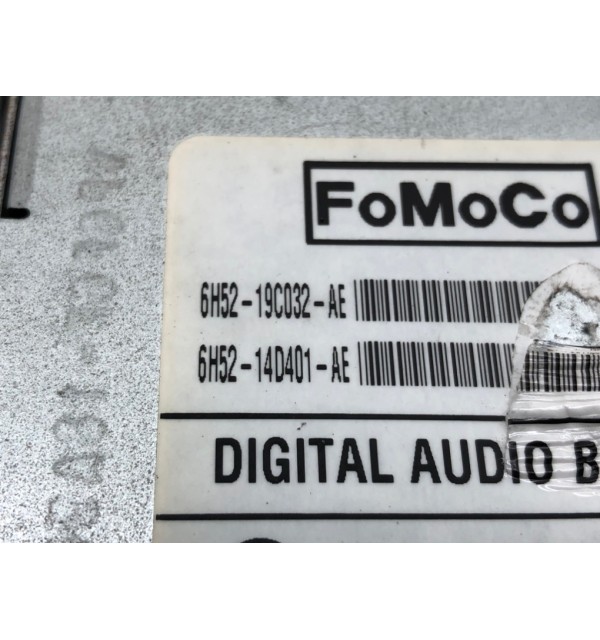 FoMoCo
6H52-19C032-AE
6H52-14D401-AE
DIGITAL AUDIO B